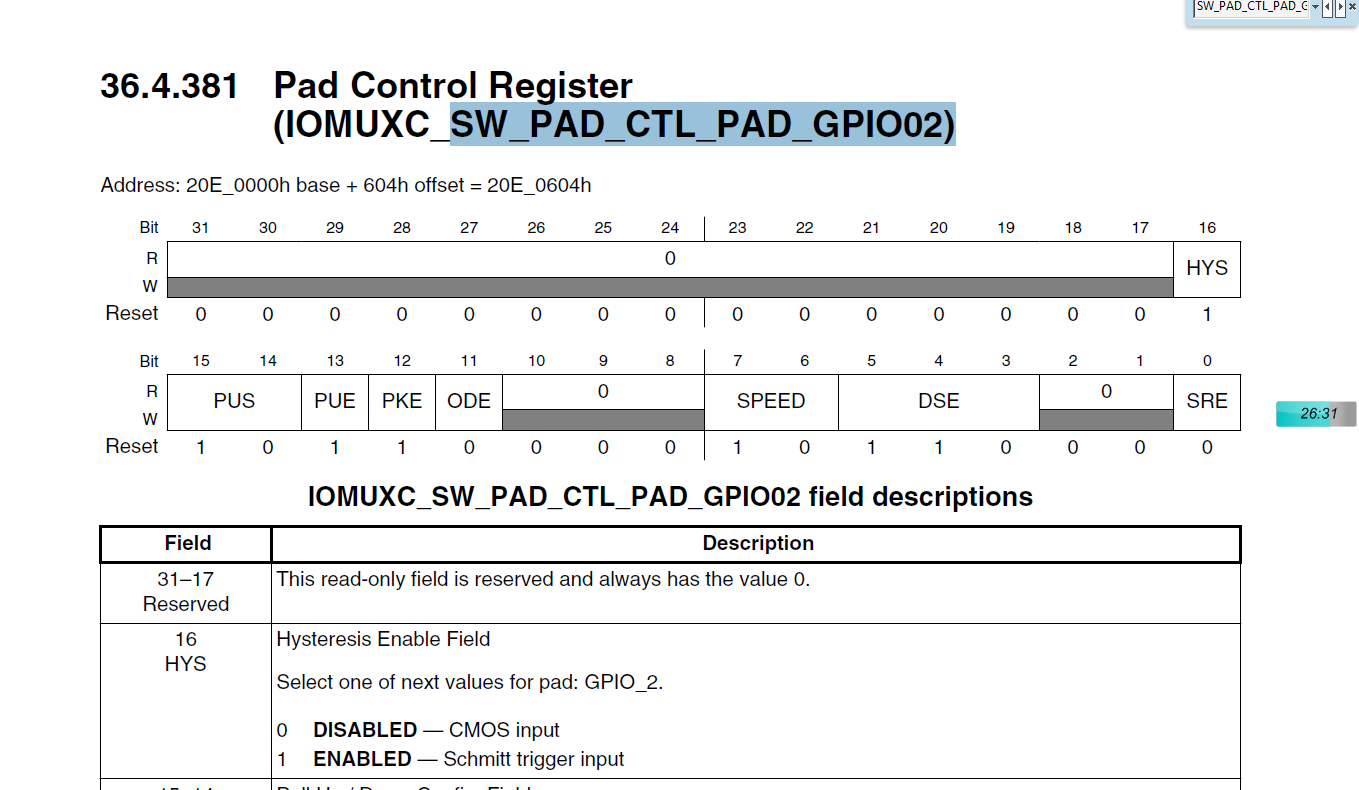 SW_PAD_CTL_PAD_G
36.4.381 Pad Control Register
(IOMUXC_SW_PAD_CTL_PAD_GPIO02)
Address: 20E_0000h base + 604h offset = 20E_0604h
Bit 31 30 29 28 27 26 25 24 23 22 21 20 19 18 17 16
R 0 HYS
W
Reset 0 0 0 0 0 0 0 0 0 0 0 0 0 0 0 1
Bit 15 14 13 12 11 10 9 8 7 6 5 4 3 2 1 0
R PUS PUE PKE ODE 0 SPEED DSE 0 SRE
W
26:31
Reset 1 0 1 1 0 0 0 0 1 0 1 1 0 0 0 0
IOMUXC_SW_PAD_CTL_PAD_GPIO02 field descriptions
Field Description
31–17 This read-only field is reserved and always has the value 0.
Reserved
16 Hysteresis Enable Field
HYS
Select one of next values for pad: GPIO_2.
0 DISABLED — CMOS input
1 ENABLED — Schmitt trigger input